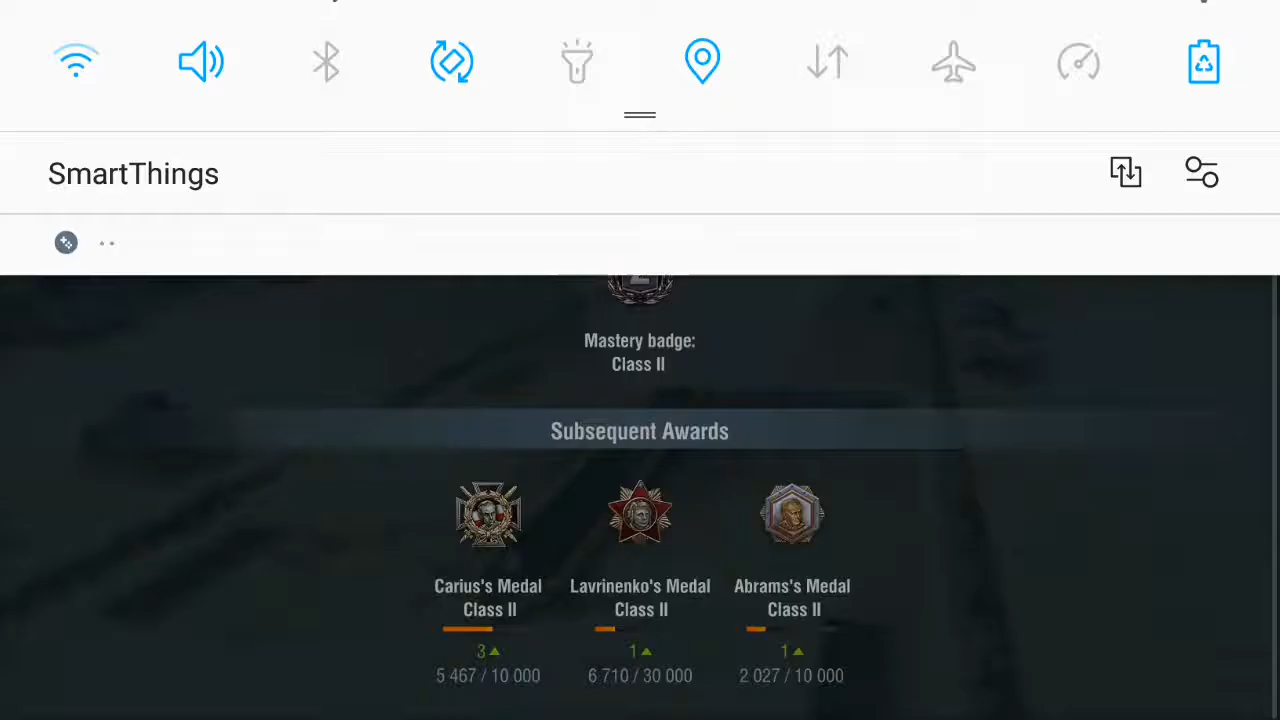 SmartThings
Mastery badge:
Class II
Subsequent Awards
Carius's Medal
Class II
Lavrinenko's Medal
Class II
Abrams's Medal
Class II
3
1
1
5 467 / 10 000
6 710 / 30 000
2 027 / 10 000